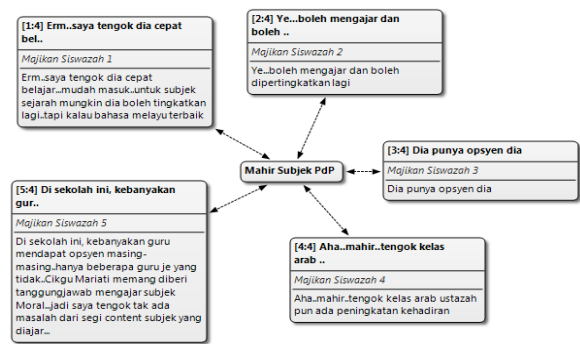 [1:4] Erm..saya tengok dia cepat
bel..
Majikan Siswazah 1
Erm..saya tengok dia cepat
belajar...mudah masuk..untuk subjek
sejarah mungkin dia boleh tingkatkan
lagi..tapi kalau bahasa melayu terbaik
[2:4] Ye...boleh mengajar dan
boleh ..
Majikan Siswazah 2
Ye...boleh mengajar dan boleh
dipertingkatkan lagi
Mahir Subjek PdP
[3:4] Dia punya opsyen dia
Majikan Siswazah 3
Dia punya opsyen dia
[5:4] Di sekolah ini, kebanyakan
gur..
Majikan Siswazah 5
Di sekolah ini, kebanyakan guru
mendapat opsyen masing-
masing..hanya beberapa guru je yang
tidak..Cikgu Mariati memang diberi
tanggungjawab mengajar subjek
Moral...jadi saya tengok tak ada
masalah dari segi content subjek yang
diajar...
[4:4] Aha..mahir..tengok kelas
arab ..
Majikan Siswazah 4
Aha..mahir..tengok kelas arab ustazah
pun ada peningkatan kehadiran